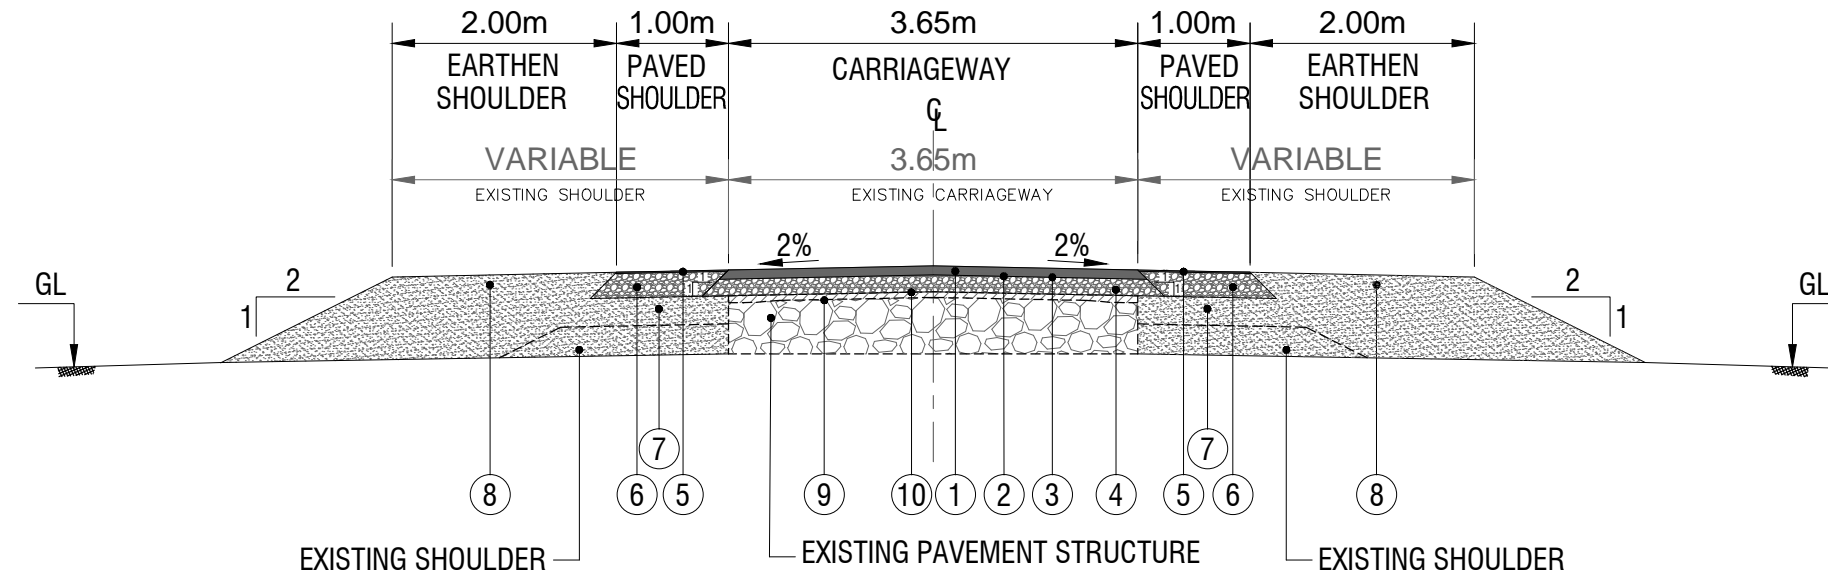 2.00m 1.00m 3.65m 1.00m 2.00m
EARTHEN SHOULDER
PAVED SHOULDER
CARRIAGEWAY
PAVED SHOULDER
EARTHEN SHOULDER
CL
VARIABLE 3.65m VARIABLE
EXISTING SHOULDER EXISTING CARRIAGEWAY EXISTING SHOULDER
2% 2%
GL 2 2 GL
1 1
1 1
7 7
8 6 5 9 10 1 2 3 4 5 6 8
EXISTING SHOULDER EXISTING PAVEMENT STRUCTURE EXISTING SHOULDER